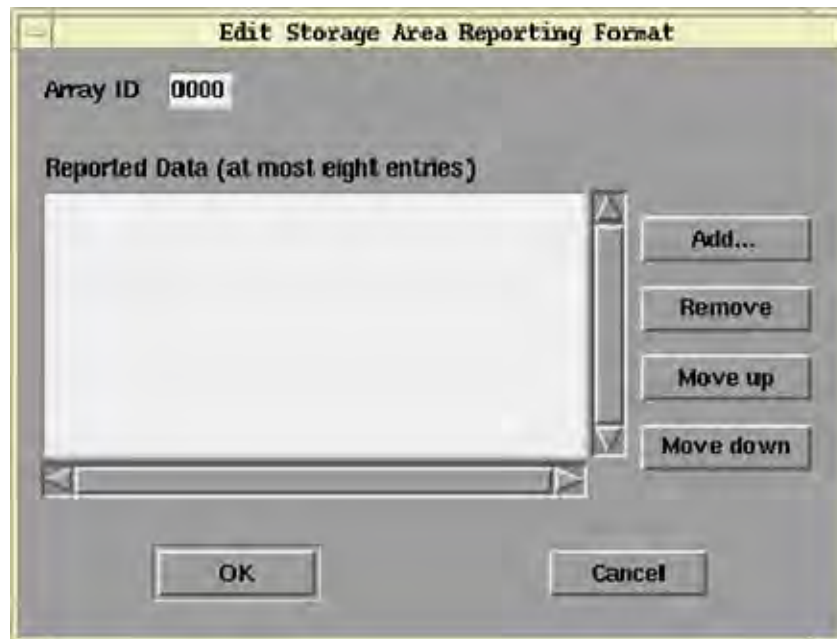 Edit Storage Area Reporting Format
Array ID 0000
Reported Data (at most eight entries)
Add...
Remove
Move up
Move down
OK
Cancel